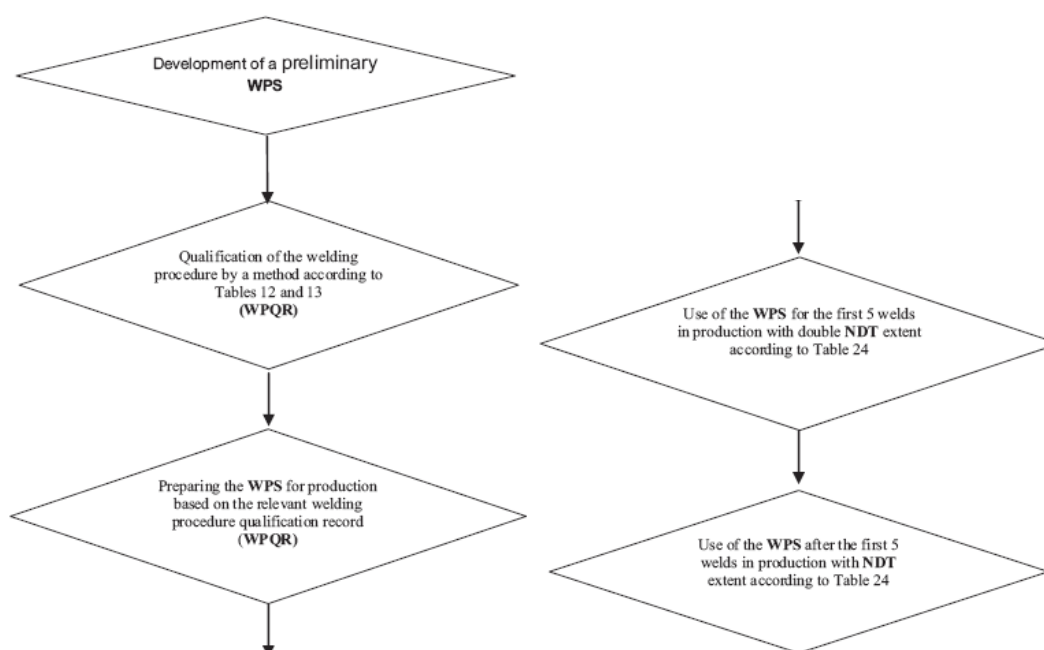 Development of a preliminary
WPS
Qualification of the welding
procedure by a method according to
Tables 12 and 13
(WPQR)
Preparing the WPS for production
based on the relevant welding
procedure qualification record
(WPQR)
Use of the WPS for the first 5 welds
in production with double NDT extent
according to Table 24
Use of the WPS after the first 5
welds in production with NDT
extent according to Table 24